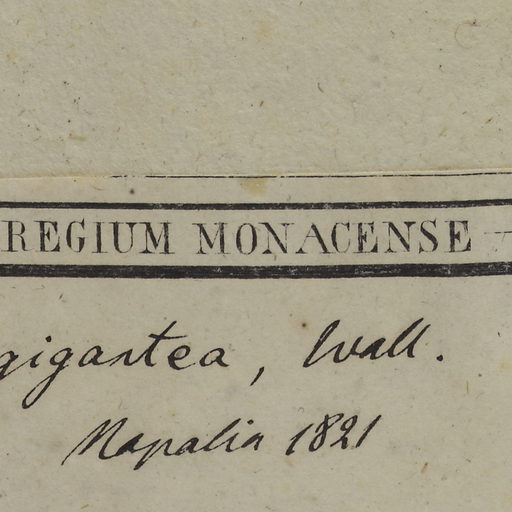 REGIUM MONACENSE
gigantea, Wall.
Napalia 1821